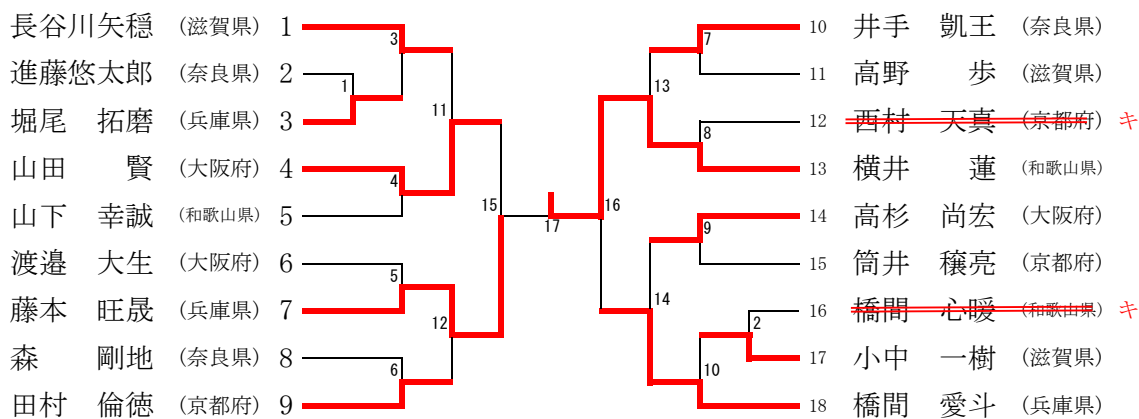 長谷川矢穏 (滋賀県) 1
進藤悠太郎 (奈良県) 2
堀尾 拓磨 (兵庫県) 3
山田 賢 (大阪府) 4
山下 幸誠 (和歌山県) 5
渡邉 大生 (大阪府) 6
藤本 旺晟 (兵庫県) 7
森 剛地 (奈良県) 8
田村 倫徳 (京都府) 9
3
1
11
4
15
5
12
6
17
16
7
13
8
9
14
2
10
10 井手 凱王 (奈良県)
11 高野 歩 (滋賀県)
12 西村 天真 (京都府) キ
13 横井 蓮 (和歌山県)
14 高杉 尚宏 (大阪府)
15 筒井 穣亮 (京都府)
16 橋間 心暖 (和歌山県) キ
17 小中 一樹 (滋賀県)
18 橋間 愛斗 (兵庫県)